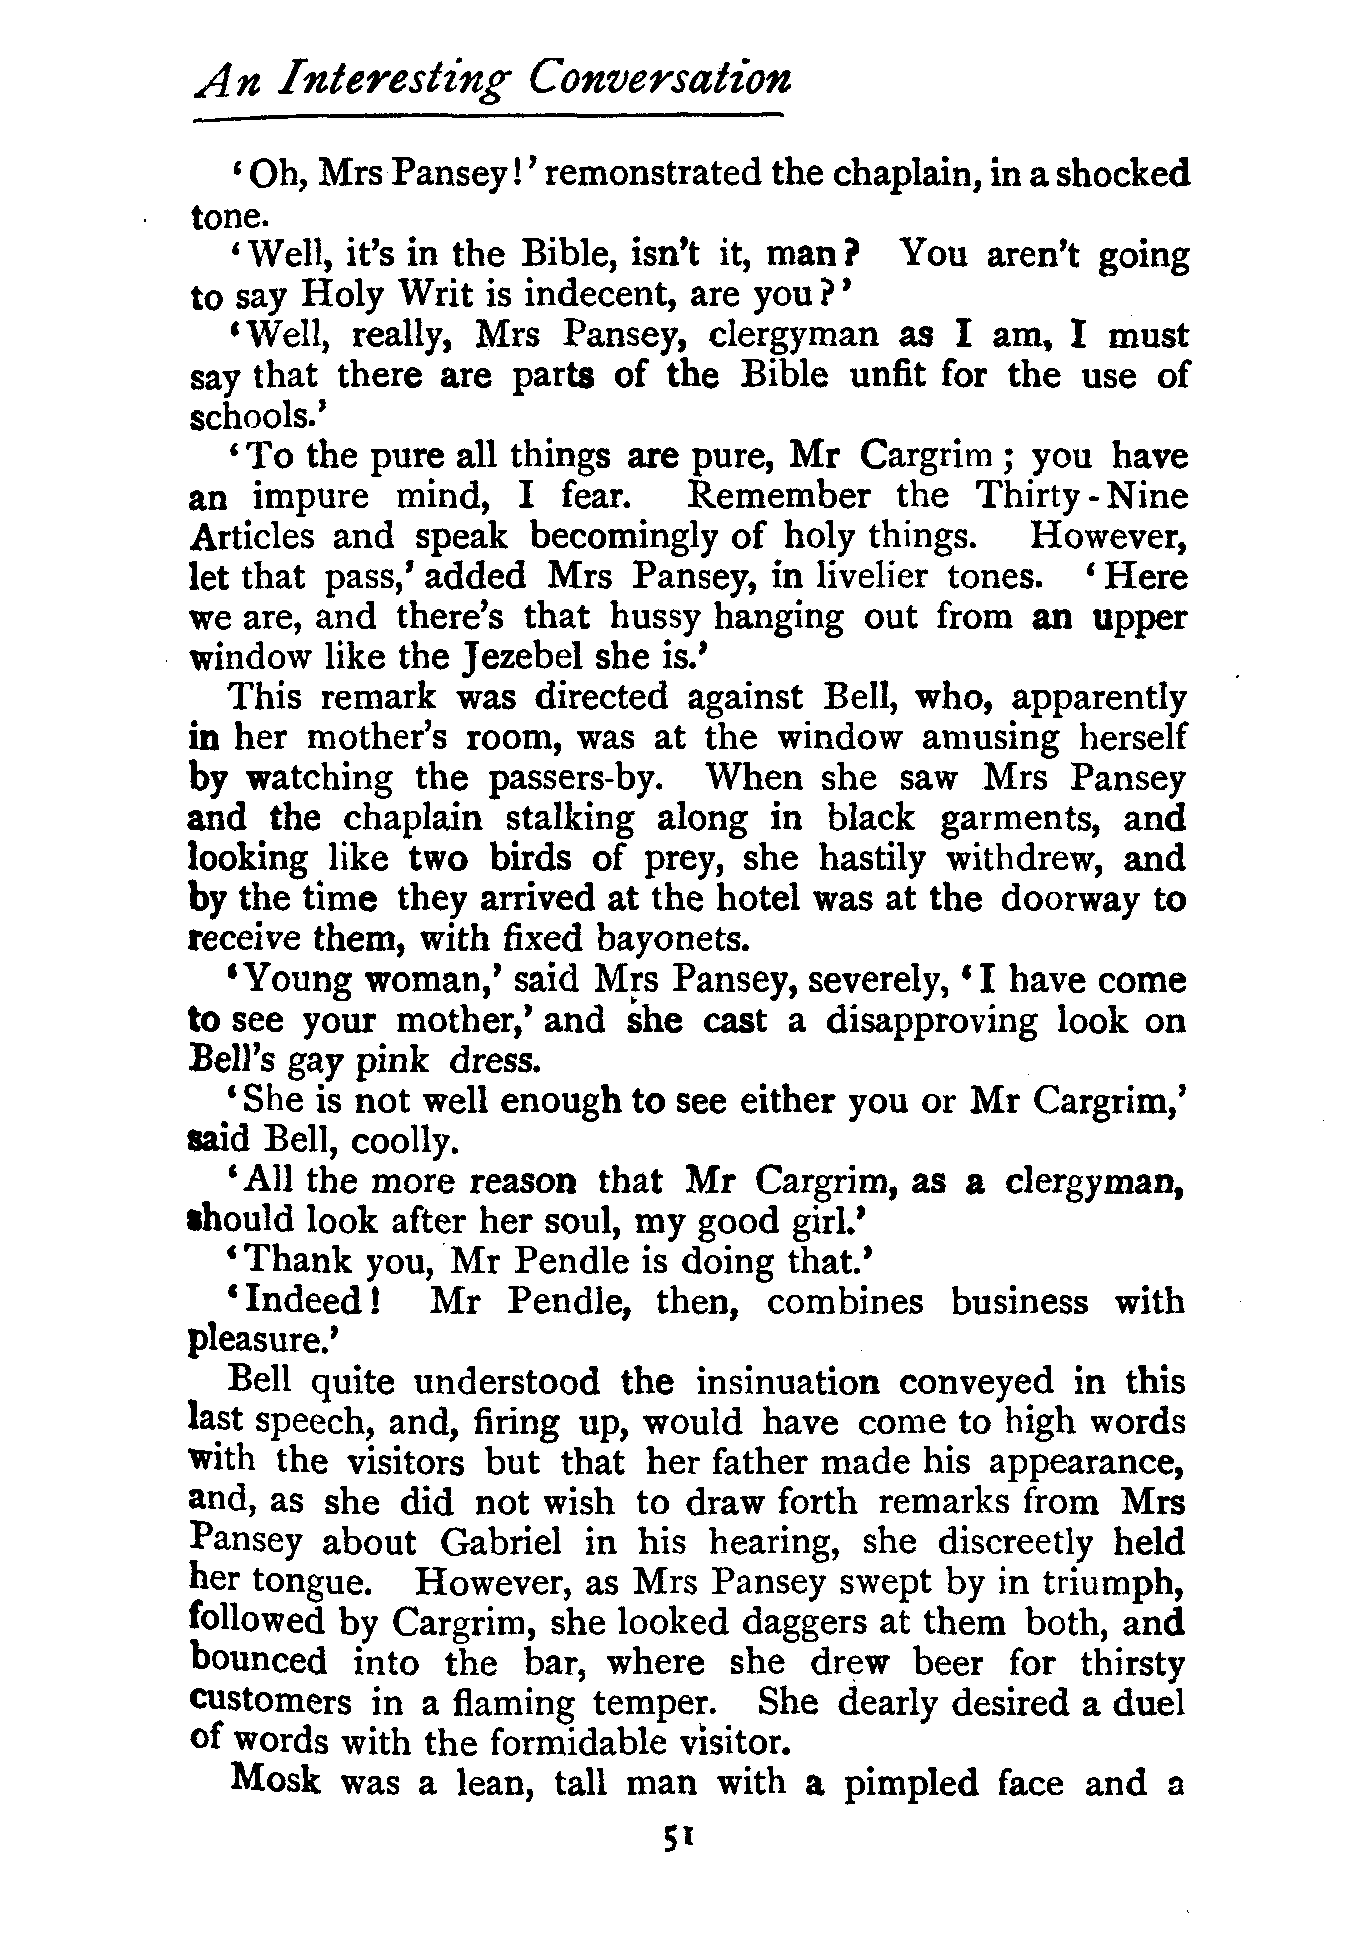 An Interesting Conversation
‘Oh, Mrs Pansey!’ remonstrated the chaplain, in a shocked
tone.
‘Well, it’s in the Bible, isn’t it, man? You aren’t going
to say Holy Writ is indecent, are you?’
‘Well, really, Mrs Pansey, clergyman as I am, I must
say that there are parts of the Bible unfit for the use of
schools.’
‘To the pure all things are pure, Mr Cargrim; you have
an impure mind, I fear. Remember the Thirty-Nine
Articles and speak becomingly of holy things. However,
let that pass,’ added Mrs Pansey, in livelier tones. ‘Here
we are, and there’s that hussy hanging out from an upper
window like the Jezebel she is.’
This remark was directed against Bell, who, apparently
in her mother’s room, was at the window amusing herself
by watching the passers-by. When she saw Mrs Pansey
and the chaplain stalking along in black garments, and
looking like two birds of prey, she hastily withdrew, and
by the time they arrived at the hotel was at the doorway to
receive them, with fixed bayonets.
‘Young woman,’ said Mrs Pansey, severely, ‘I have come
to see your mother,’ and she cast a disapproving look on
Bell’s gay pink dress.
‘She is not well enough to see either you or Mr Cargrim,’
said Bell, coolly.
‘All the more reason that Mr Cargrim, as a clergyman,
should look after her soul, my good girl.’
‘Thank you, Mr Pendle is doing that.’
‘Indeed! Mr Pendle, then, combines business with
pleasure.’
Bell quite understood the insinuation conveyed in this
last speech, and, firing up, would have come to high words
with the visitors but that her father made his appearance,
and, as she did not wish to draw forth remarks from Mrs
Pansey about Gabriel in his hearing, she discreetly held
her tongue. However, as Mrs Pansey swept by in triumph,
followed by Cargrim, she looked daggers at them both, and
bounced into the bar, where she drew beer for thirsty
customers in a flaming temper. She dearly desired a duel
of words with the formidable visitor.
Mosk was a lean, tall man with a pimpled face and a
51